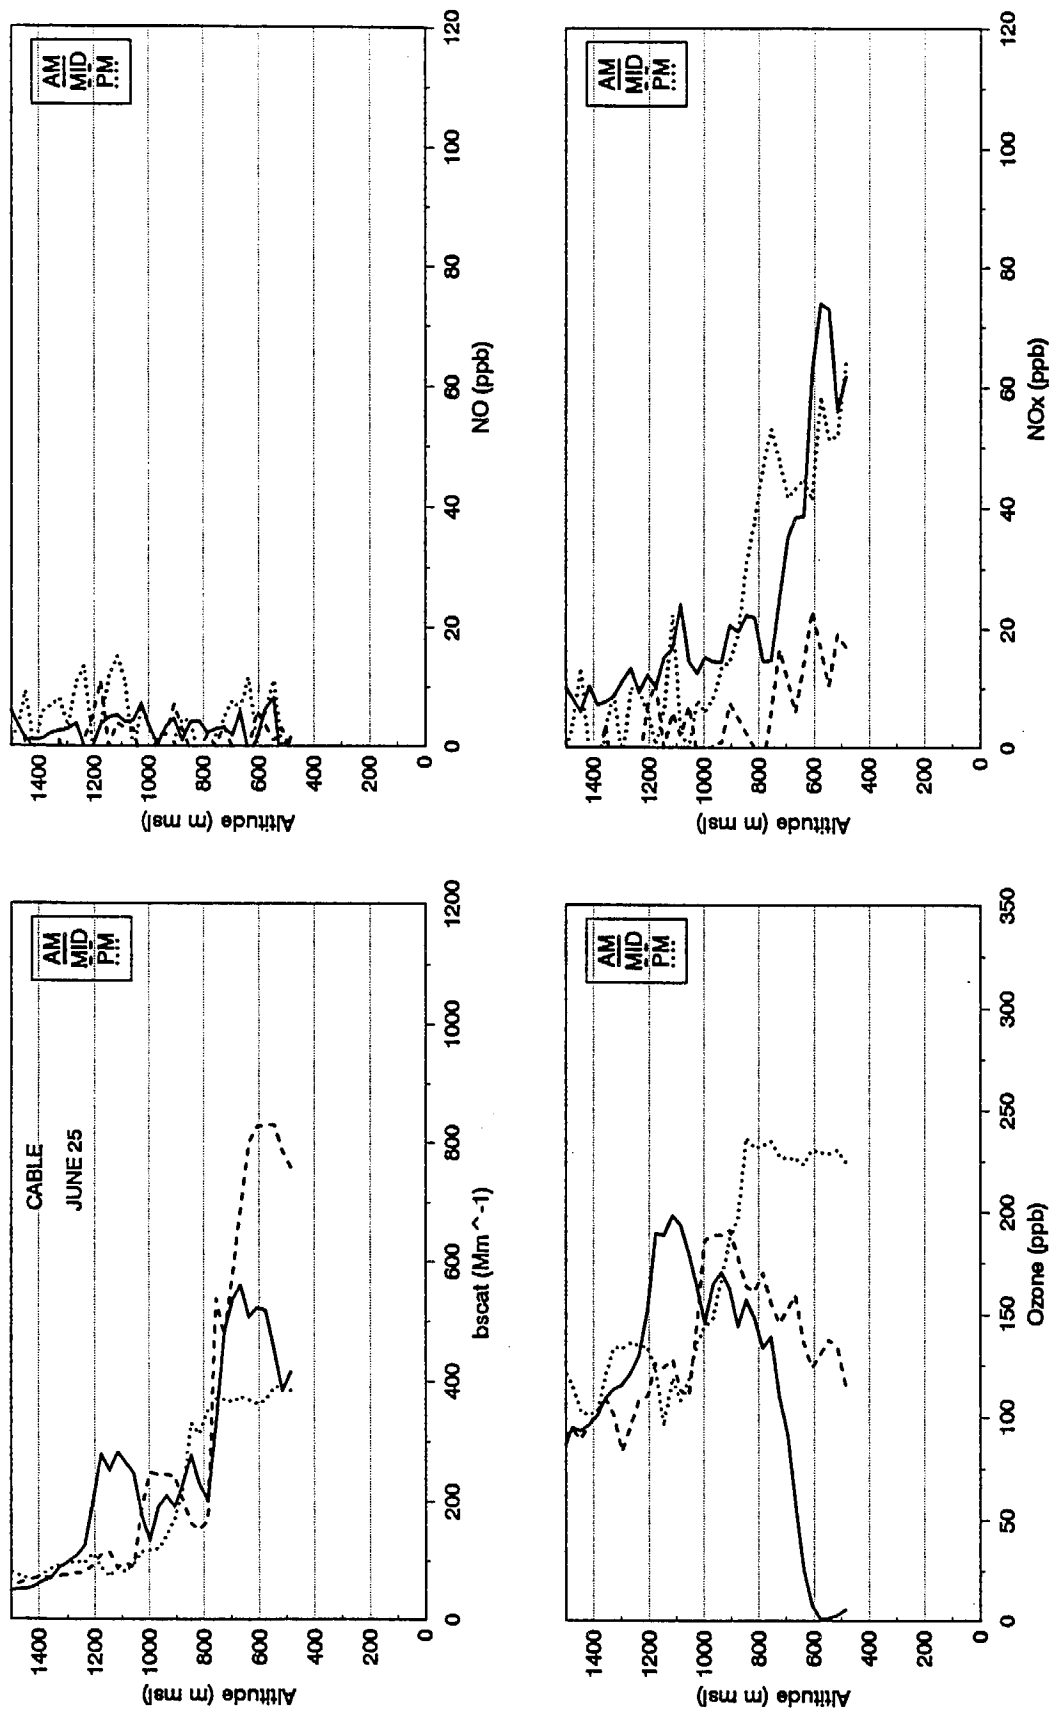 CABLE
JUNE 25
AM
MID
PM
Altitude (m msl)
1400
1200
1000
800
600
400
200
0
0 200 400 600 800 1000 1200
bscat (Mm^-1)
AM
MID
PM
Altitude (m msl)
1400
1200
1000
800
600
400
200
0
0 20 40 60 80 100 120
NO (ppb)
AM
MID
PM
Altitude (m msl)
1400
1200
1000
800
600
400
200
0
0 50 100 150 200 250 300 350
Ozone (ppb)
AM
MID
PM
Altitude (m msl)
1400
1200
1000
800
600
400
200
0
0 20 40 60 80 100 120
NOx (ppb)